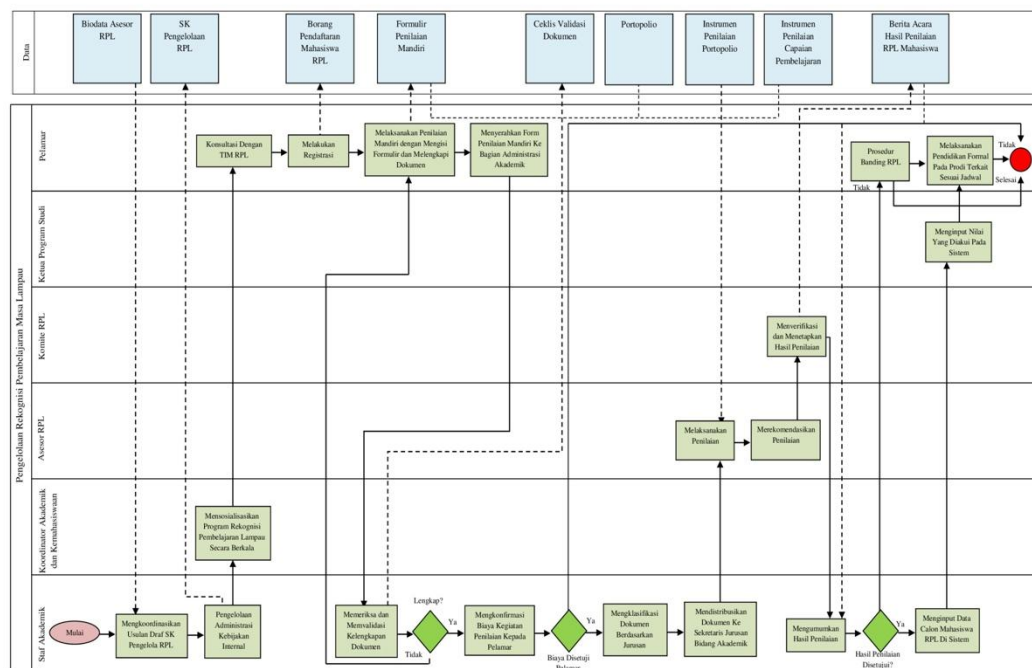 Data
Biodata Asesor
RPL
SK
Pengelolaan
RPL
Borang
Pendaftaran
Mahasiswa
RPL
Formulir
Penilaian
Mandiri
Ceklis Validasi
Dokumen
Portopolio
Instrumen
Penilaian
Portopolio
Instrumen
Penilaian
Capaian
Pembelajaran
Berita Acara
Hasil Penilaian
RPL Mahasiswa
Pengelolaan Rekognisi Pembelajaran Masa Lampau
Pelamar
Konsultasi Dengan
TIM RPL
Melakukan
Registrasi
Melaksanakan Penilaian
Mandiri dengan Mengisi
Formulir dan Melengkapi
Dokumen
Menyerahkan Form
Penilaian Mandiri Ke
Bagian Administrasi
Akademik
Prosedur
Banding RPL
Tidak
Melaksanakan
Pendidikan Formal
Pada Prodi Terkait
Sesuai Jadwal
Tidak
Selesai
Ketua Program Studi
Menginput Nilai
Yang Diakui Pada
Sistem
Komite RPL
Menverifikasi
dan Menetapkan
Hasil Penilaian
Asesor RPL
Melaksanakan
Penilaian
Merekomendasikan
Penilaian
Koordinator Akademik
dan Kemahasiswaan
Mensosialisasikan
Program Rekognisi
Pembelajaran Lampau
Secara Berkala
Staf Akademik
Mulai
Mengkoordinasikan
Usulan Draf SK
Pengelola RPL
Pengelolaan
Administrasi
Kebijakan
Internal
Memeriksa dan
Memvalidasi
Kelengkapan
Dokumen
Lengkap?
Ya
Tidak
Mengkonfirmasi
Biaya Kegiatan
Penilaian Kepada
Pelamar
Ya
Biaya Disetuji
Pelamar
Mengklasifikasi
Dokumen
Berdasarkan
Jurusan
Mendistribusikan
Dokumen Ke
Sekretaris Jurusan
Bidang Akademik
Mengumumkan
Hasil Penilaian
Ya
Hasil Penilaian
Disetujui?
Menginput Data
Calon Mahasiswa
RPL Di Sistem